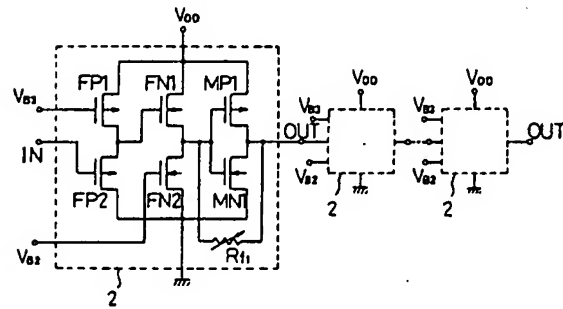 VDD
FP1 FN1 MP1
VDD VDD
VB3
VB3 VB3
IN
OUT
OUT
FP2 FN2 MN1
VB2 VB2
VB2
Rf1
2 2
2